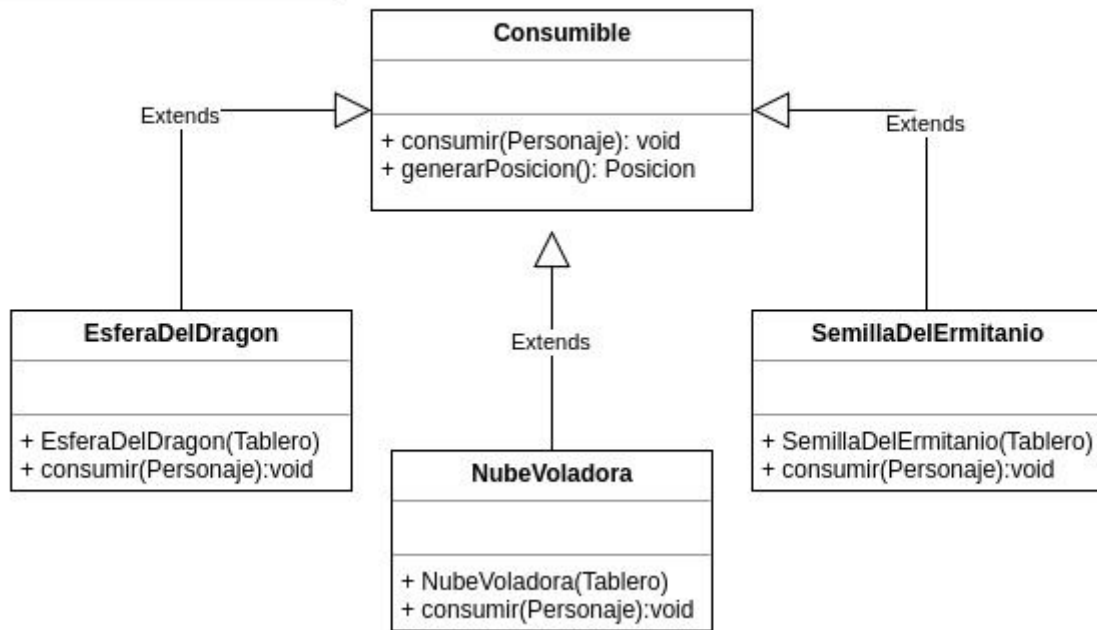 Consumible
+ consumir(Personaje): void
+ generarPosicion(): Posicion
Extends
Extends
Extends
EsferaDelDragon
+ EsferaDelDragon(Tablero)
+ consumir(Personaje):void
NubeVoladora
+ NubeVoladora(Tablero)
+ consumir(Personaje):void
SemillaDelErmitanio
+ SemillaDelErmitanio(Tablero)
+ consumir(Personaje):void